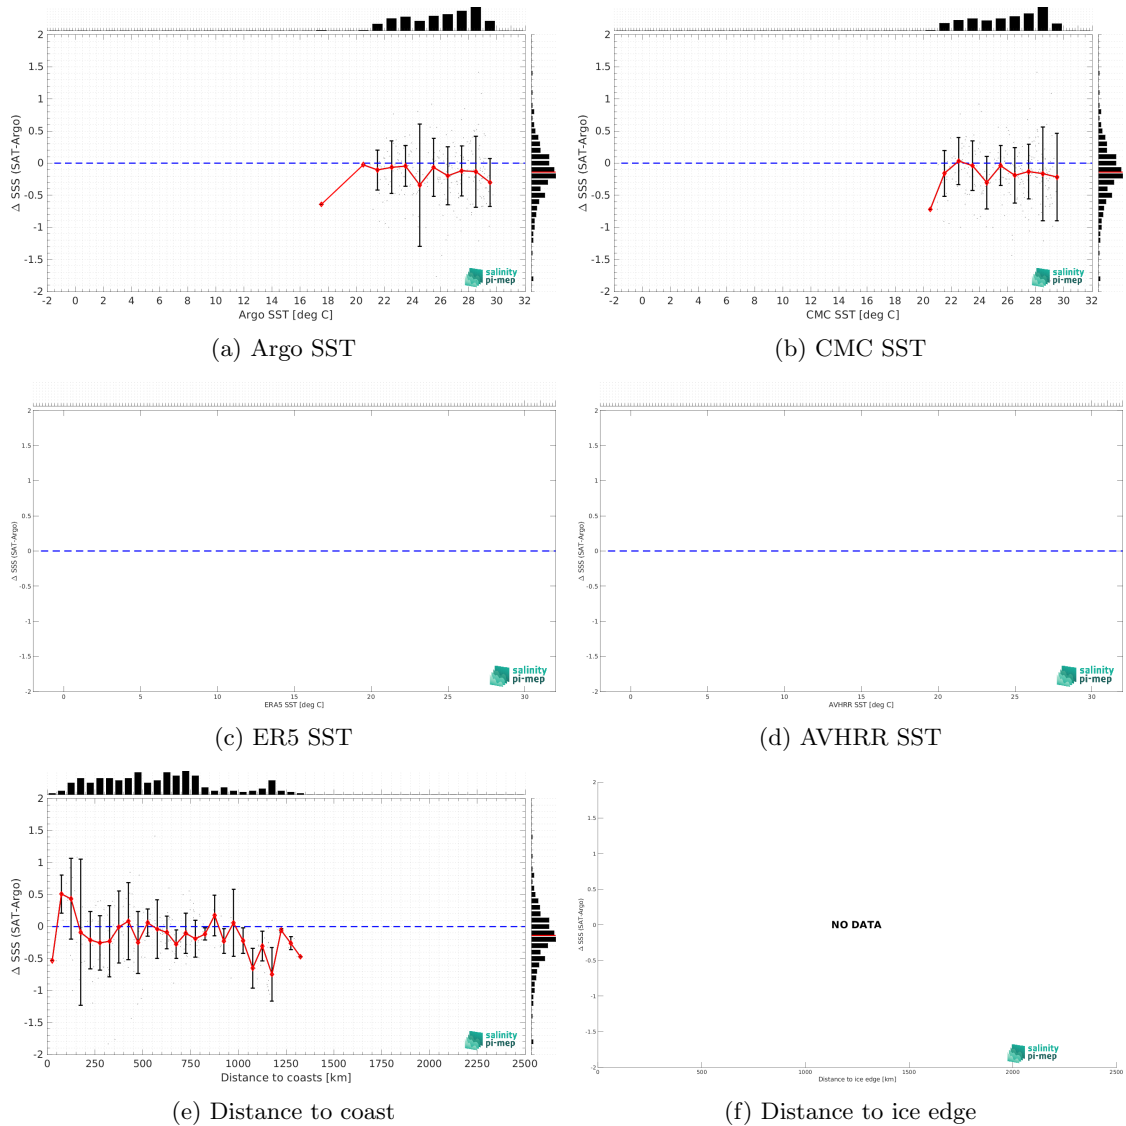 2
1.5
1
0.5
0
-0.5
-1
-1.5
-2
Δ SSS (SAT-Argo)
-2 0 2 4 6 8 10 12 14 16 18 20 22 24 26 28 30 32
Argo SST [deg C]
salinity
pi-mep
(a) Argo SST
2
1.5
1
0.5
0
-0.5
-1
-1.5
-2
Δ SSS (SAT-Argo)
-2 0 2 4 6 8 10 12 14 16 18 20 22 24 26 28 30 32
CMC SST [deg C]
salinity
pi-mep
(b) CMC SST
2
1.5
1
0.5
0
-0.5
-1
-1.5
-2
Δ SSS (SAT-Argo)
0 5 10 15 20 25 30
ERA5 SST [deg C]
salinity
pi-mep
(c) ER5 SST
2
1.5
1
0.5
0
-0.5
-1
-1.5
-2
Δ SSS (SAT-Argo)
0 5 10 15 20 25 30
AVHRR SST [deg C]
salinity
pi-mep
(d) AVHRR SST
2
1.5
1
0.5
0
-0.5
-1
-1.5
-2
Δ SSS (SAT-Argo)
0 250 500 750 1000 1250 1500 1750 2000 2250 2500
Distance to coasts [km]
salinity
pi-mep
(e) Distance to coast
2
1.5
1
0.5
0
-0.5
-1
-1.5
-2
Δ SSS (SAT-Argo)
NO DATA
0 500 1000 1500 2000 2500
Distance to ice edge [km]
salinity
pi-mep
(f) Distance to ice edge